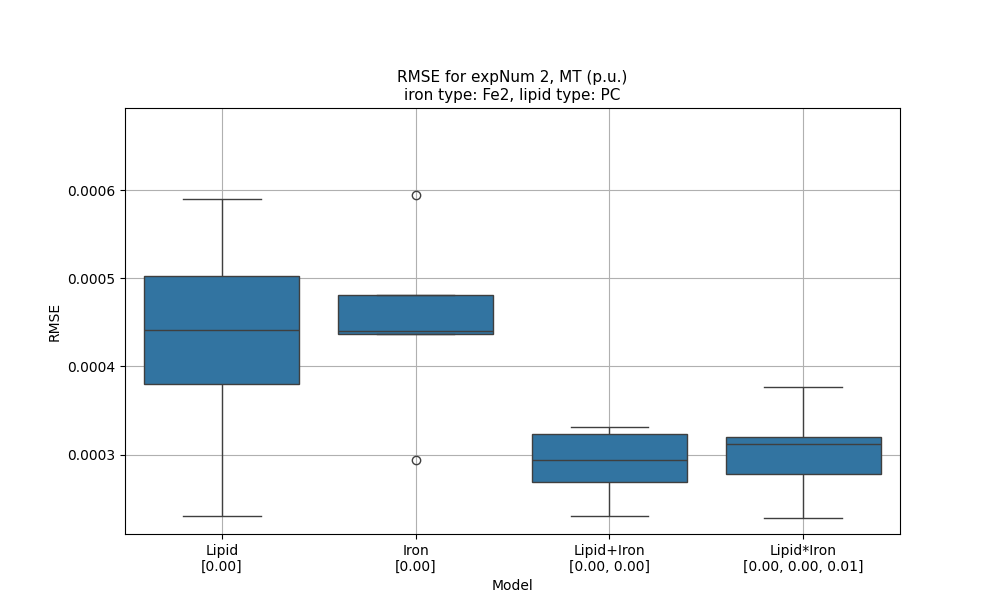 RMSE for expNum 2, MT (p.u.)
iron type: Fe2, lipid type: PC
0.0006
0.0005
0.0004
0.0003
RMSE
Lipid
[0.00]
Iron
[0.00]
Lipid+Iron
[0.00, 0.00]
Lipid*Iron
[0.00, 0.00, 0.01]
Model